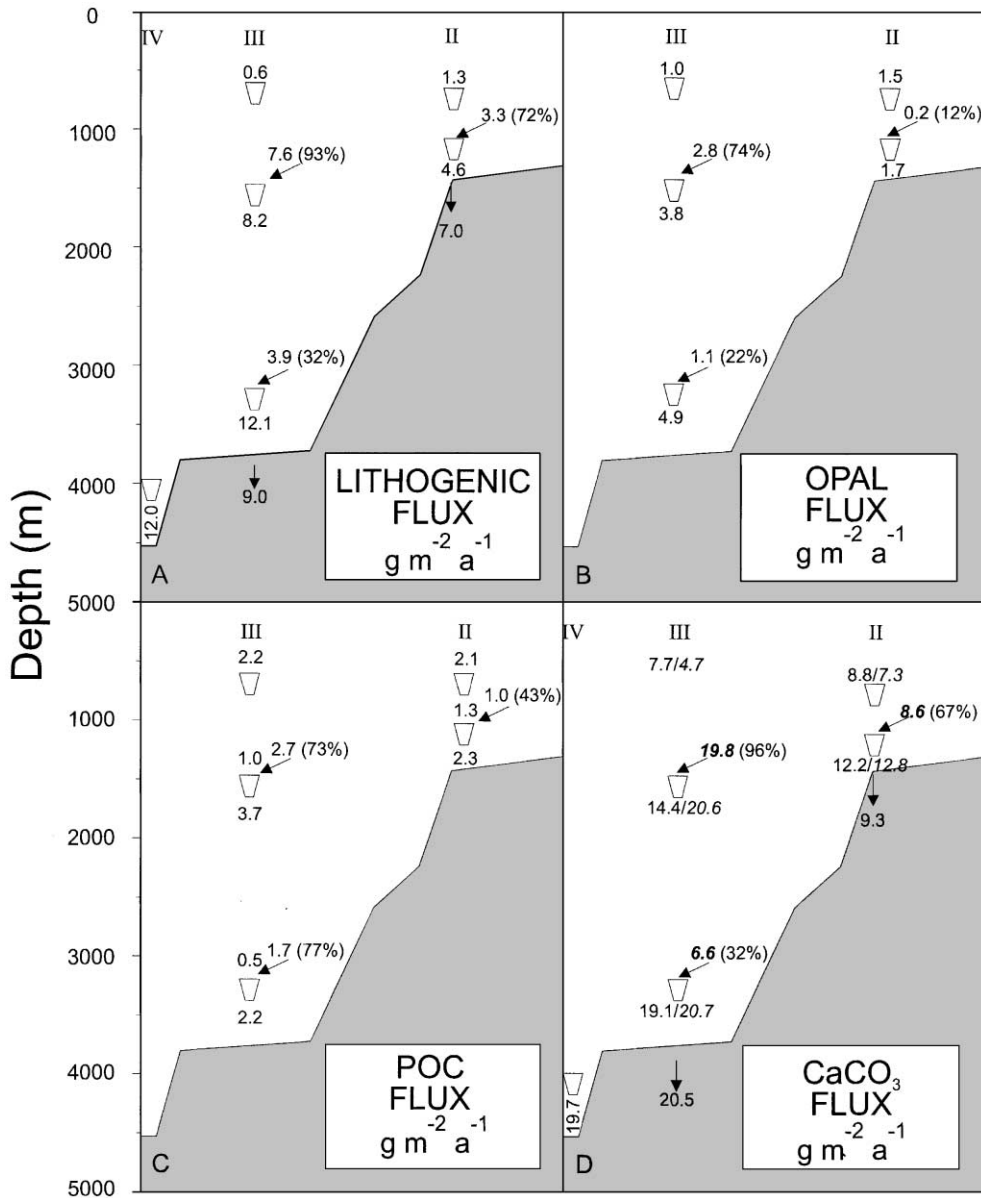 Depth (m)
0
1000
2000
3000
4000
5000
IV III II
0.6
1.3
3.3 (72%)
7.6 (93%)
4.6
8.2
7.0
3.9 (32%)
12.1
9.0
12.0
LITHOGENIC
FLUX
g m-2 a-1
A
III II
1.0
1.5
0.2 (12%)
2.8 (74%)
1.7
3.8
1.1 (22%)
4.9
OPAL
FLUX
g m-2 a-1
B
1000
2000
3000
4000
5000
III II
2.2
2.1
1.0 (43%)
1.3
2.7 (73%)
1.0
2.3
3.7
1.7 (77%)
0.5
2.2
POC
FLUX
g m-2 a-1
C
IV III II
7.7/4.7
8.8/7.3
8.6 (67%)
19.8 (96%)
12.2/12.8
14.4/20.6
9.3
6.6 (32%)
19.1/20.7
20.5
19.7
CaCO3
FLUX
g m-2 a-1
D